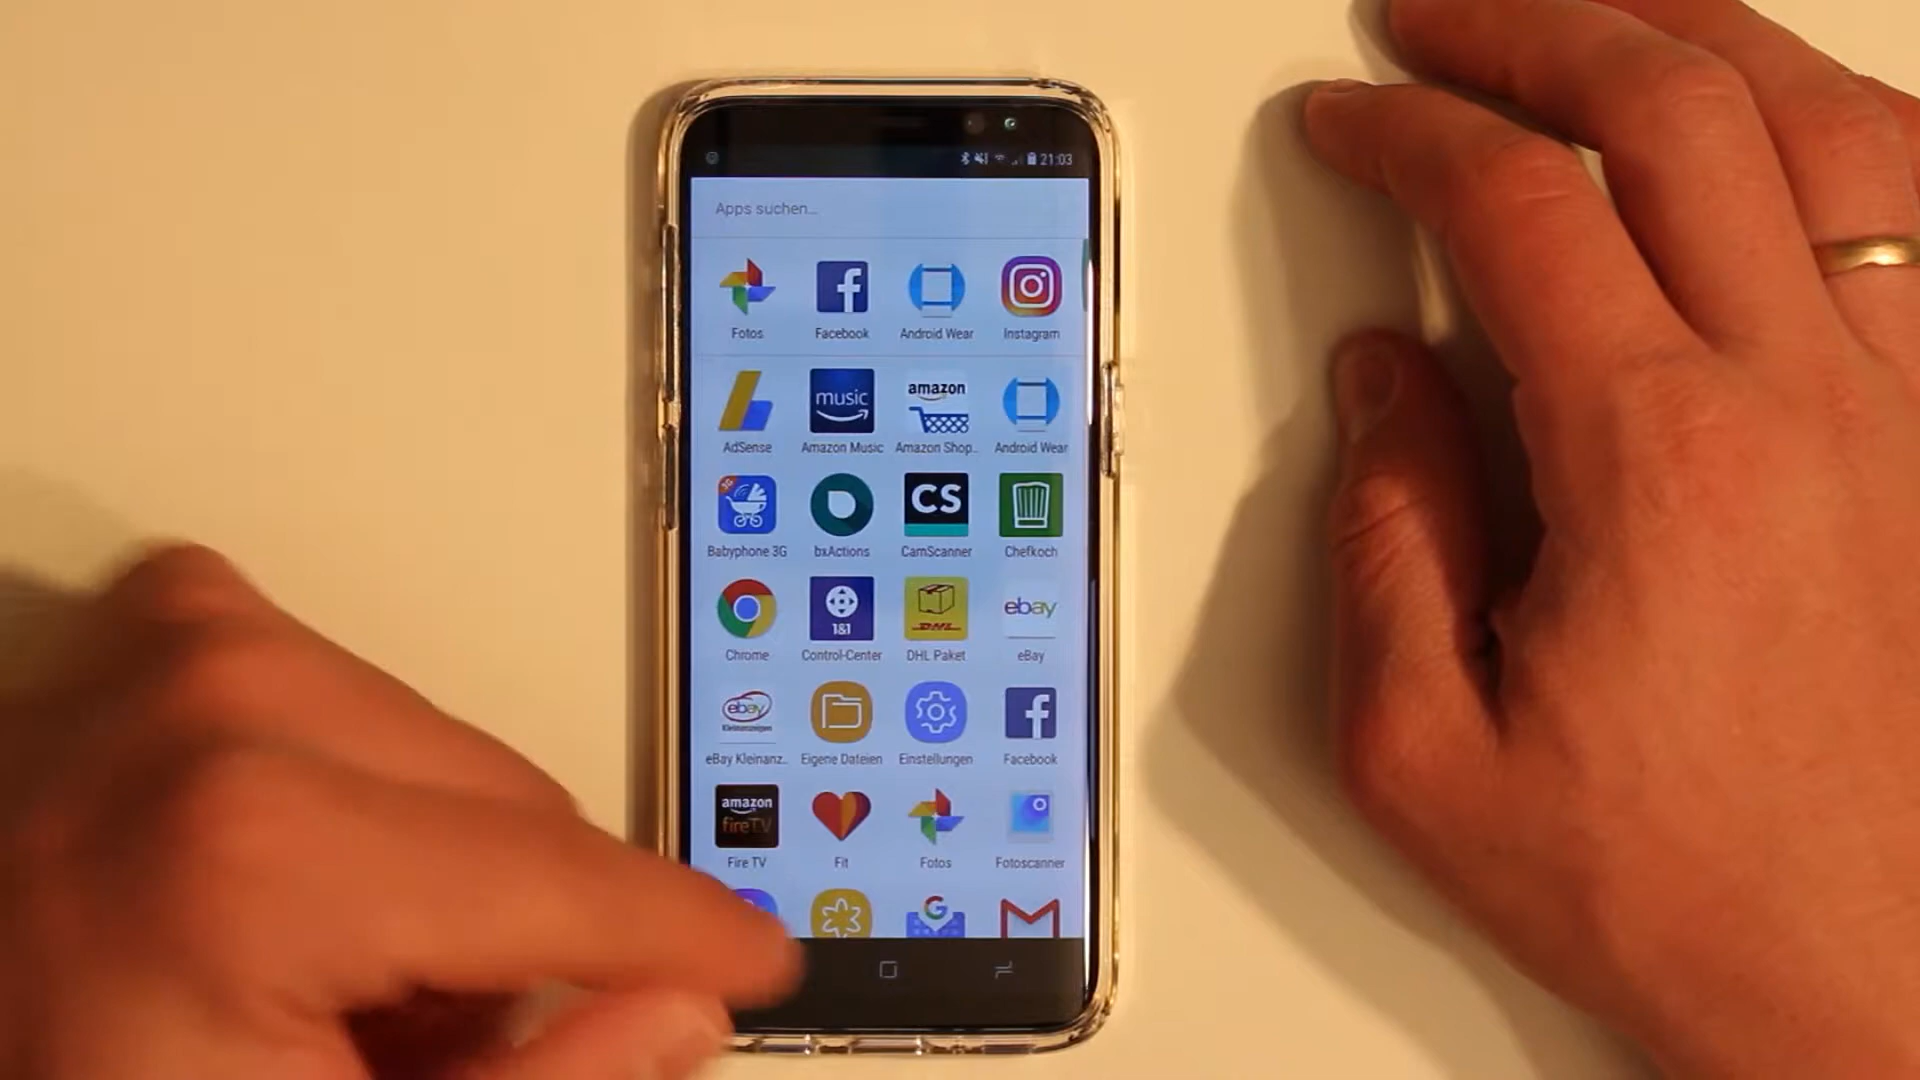 21:03
Apps suchen...
Fotos
Facebook
Android Wear
Instagram
music
amazon
AdSense
Amazon Music
Amazon Shop..
Android Wear
3G
CS
Babyphone 3G
bxActions
CamScanner
Chefkoch
1&1
DHL
ebay
Chrome
Control-Center
DHL Paket
eBay
ebay
Kleinanzeigen
eBay Kleinanz..
Eigene Dateien
Einstellungen
Facebook
amazon
fireTV
Fire TV
Fit
Fotos
Fotoscanner
G